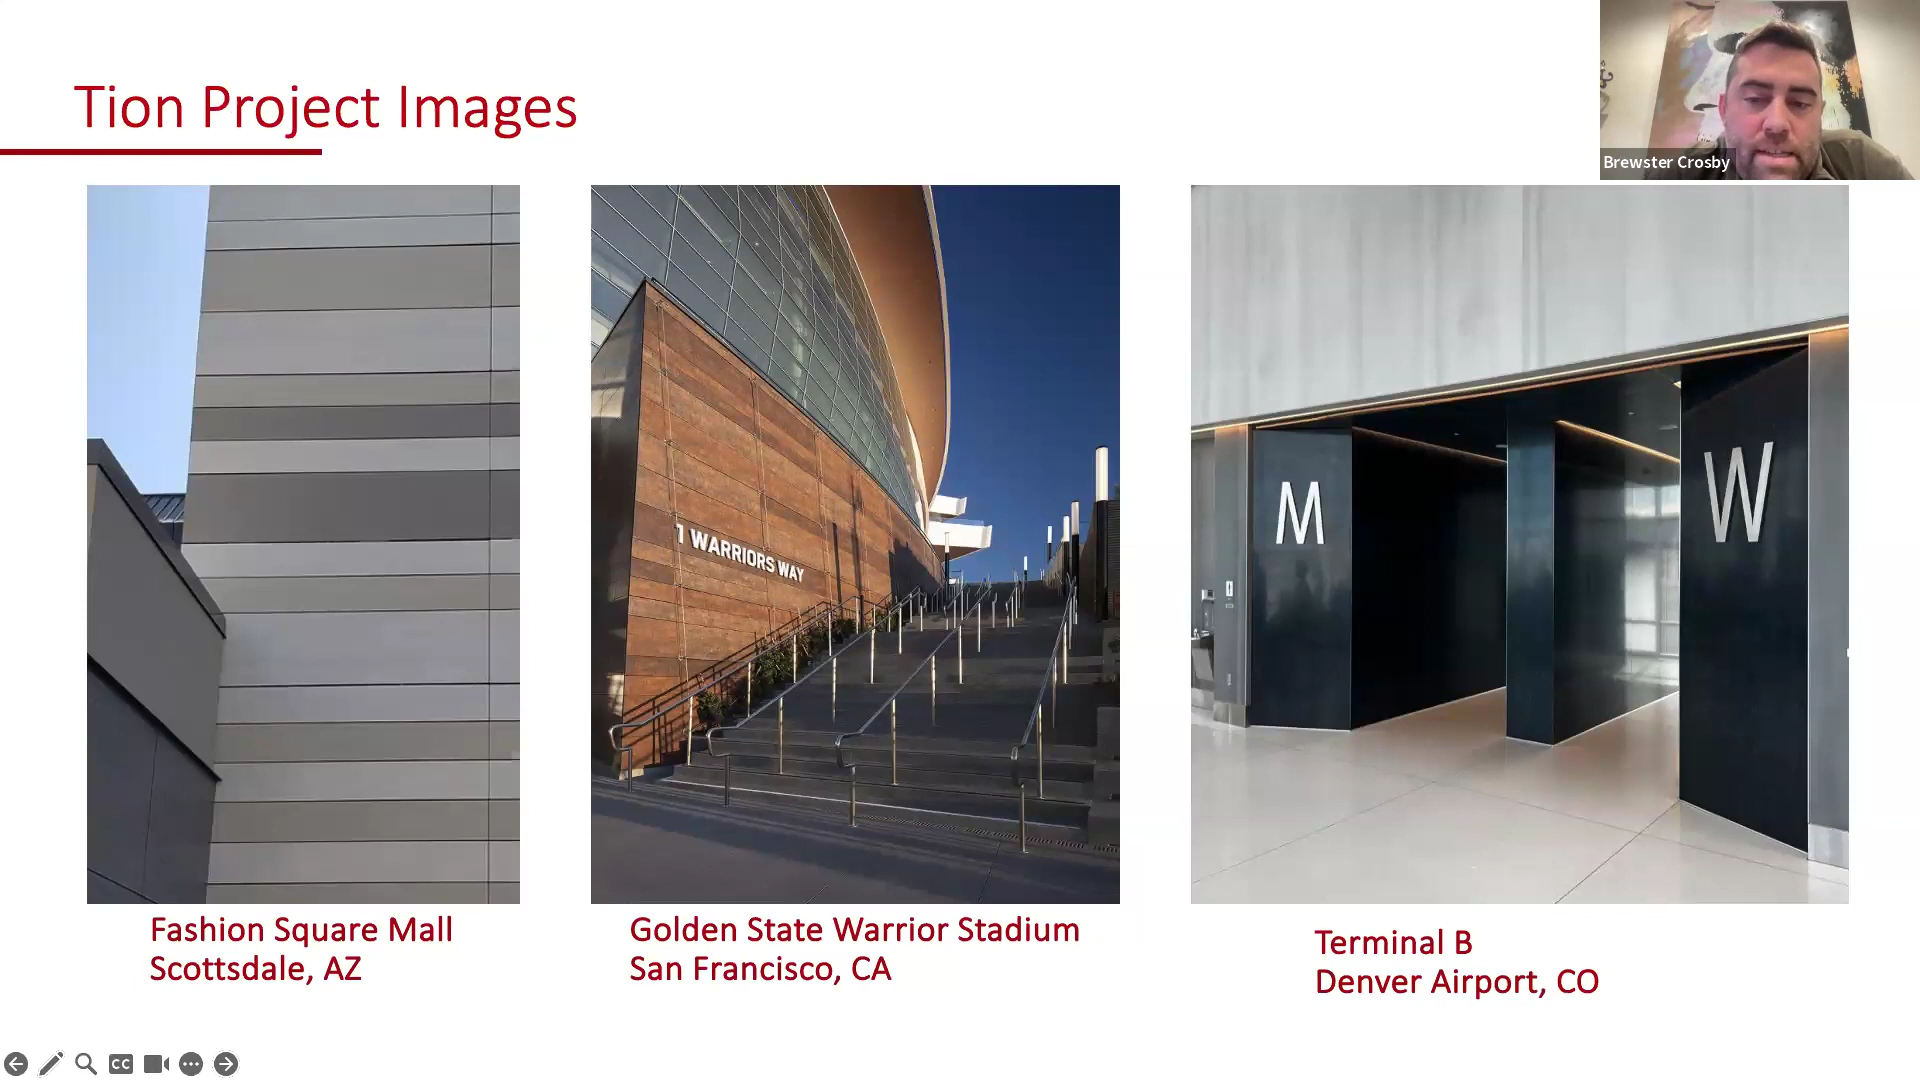 Tion Project Images
Brewster Crosby
1 WARRIORS WAY
M
W
Fashion Square Mall
Scottsdale, AZ
Golden State Warrior Stadium
San Francisco, CA
Terminal B
Denver Airport, CO
CC